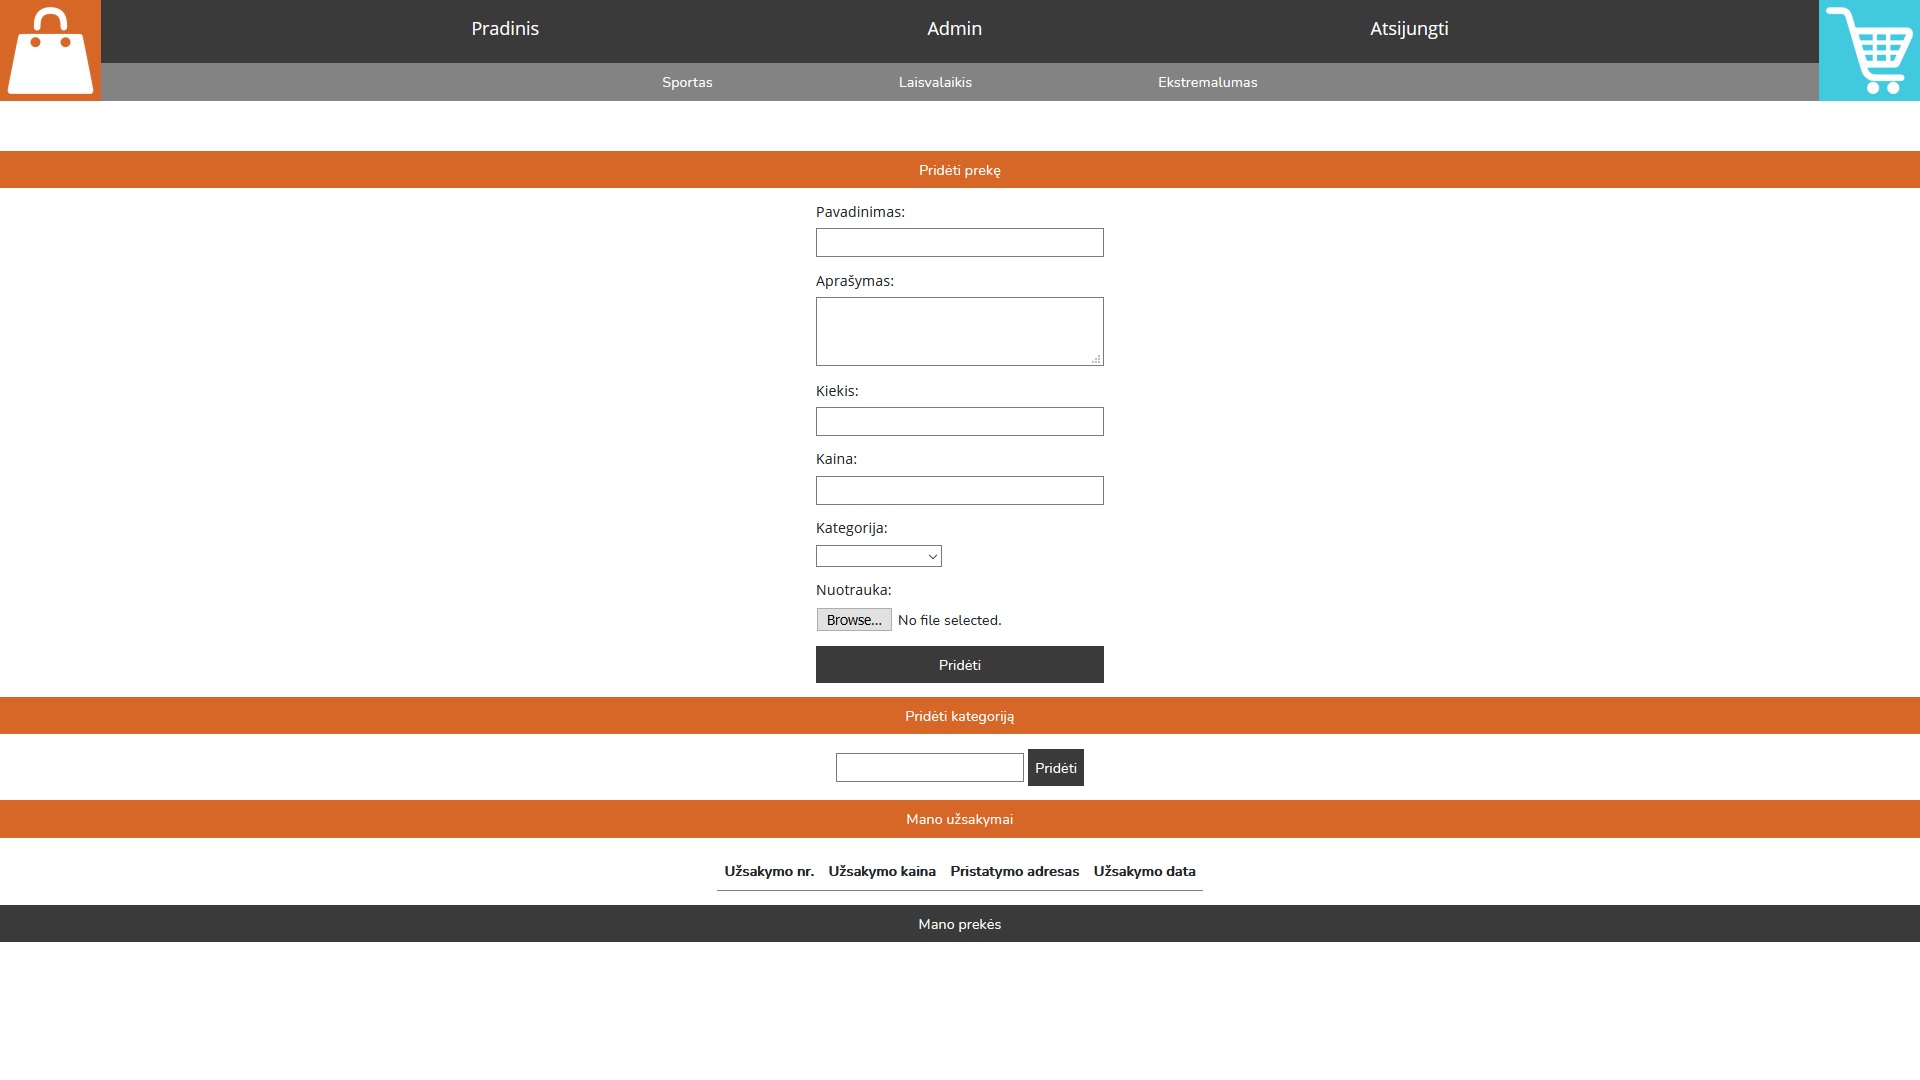 Pradinis Admin Atsijungti
Sportas Laisvalaikis Ekstremalumas
Pridėti prekę
Pavadinimas:
Aprašymas:
Kiekis:
Kaina:
Kategorija:
Nuotrauka:
Browse... No file selected.
Pridėti
Pridėti kategoriją
Pridėti
Mano užsakymai
Užsakymo nr. Užsakymo kaina Pristatymo adresas Užsakymo data
Mano prekės